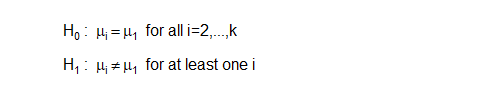 H₀ : μᵢ = μ₁ for all i=2,...,k
H₁ : μᵢ ≠ μ₁ for at least one i